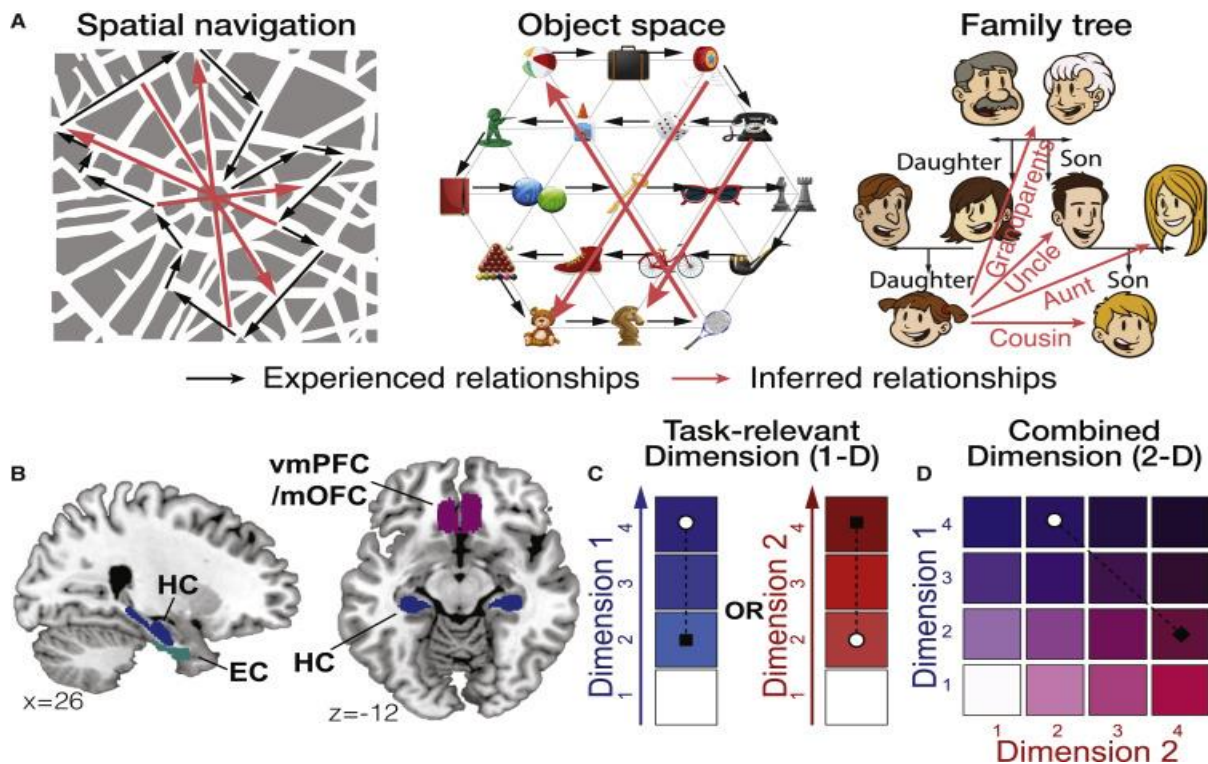 A
Spatial navigation
Object space
Family tree
Daughter
Son
Grandparents
Uncle
Aunt
Cousin
Daughter
Son
Experienced relationships
Inferred relationships
B
HC
EC
x=26
vmPFC
/mOFC
HC
z=-12
C
Task-relevant
Dimension (1-D)
Dimension 1
1 2 3 4
OR
Dimension 2
1 2 3 4
D
Combined
Dimension (2-D)
Dimension 1
4
3
2
1
1 2 3 4
Dimension 2